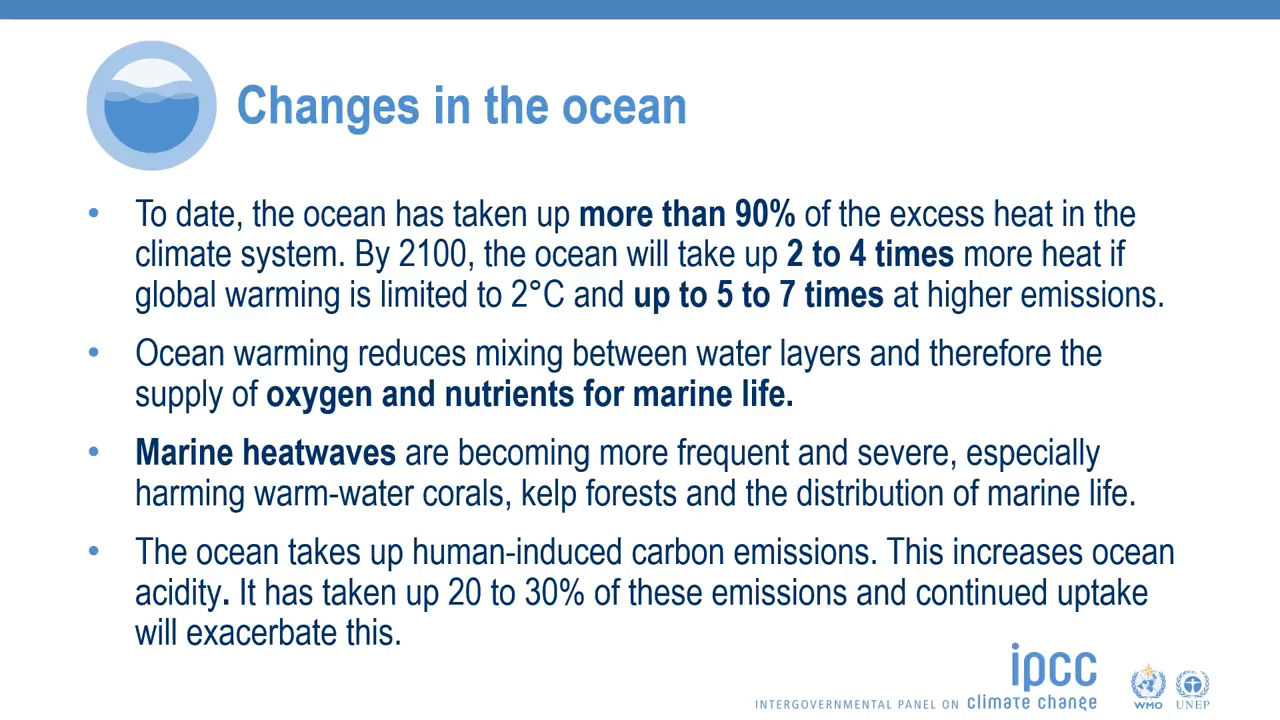 Changes in the ocean
• To date, the ocean has taken up more than 90% of the excess heat in the
climate system. By 2100, the ocean will take up 2 to 4 times more heat if
global warming is limited to 2°C and up to 5 to 7 times at higher emissions.
• Ocean warming reduces mixing between water layers and therefore the
supply of oxygen and nutrients for marine life.
• Marine heatwaves are becoming more frequent and severe, especially
harming warm-water corals, kelp forests and the distribution of marine life.
• The ocean takes up human-induced carbon emissions. This increases ocean
acidity. It has taken up 20 to 30% of these emissions and continued uptake
will exacerbate this.
ipcc
INTERGOVERNMENTAL PANEL ON climate change
WMO UNEP